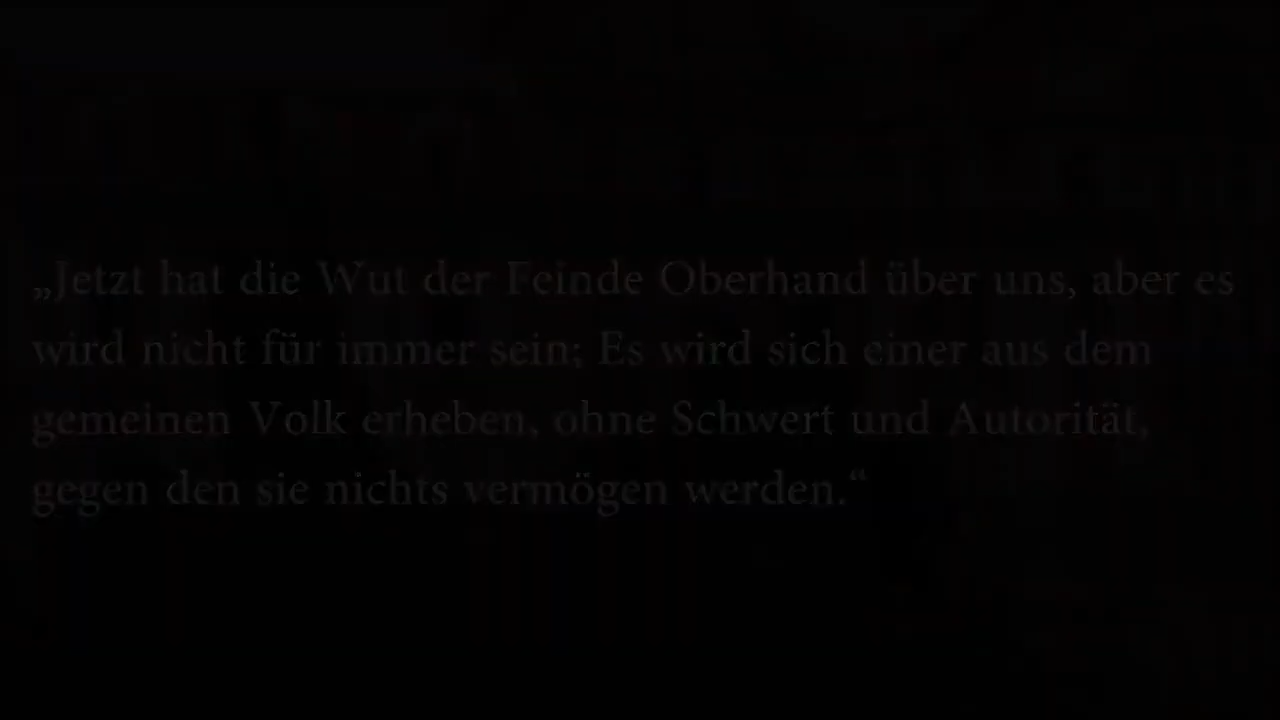 „Jetzt hat die Wut der Feinde Oberhand über uns, aber es
wird nicht für immer sein; Es wird sich einer aus dem
gemeinen Volk erheben, ohne Schwert und Autorität,
gegen den sie nichts vermögen werden.“